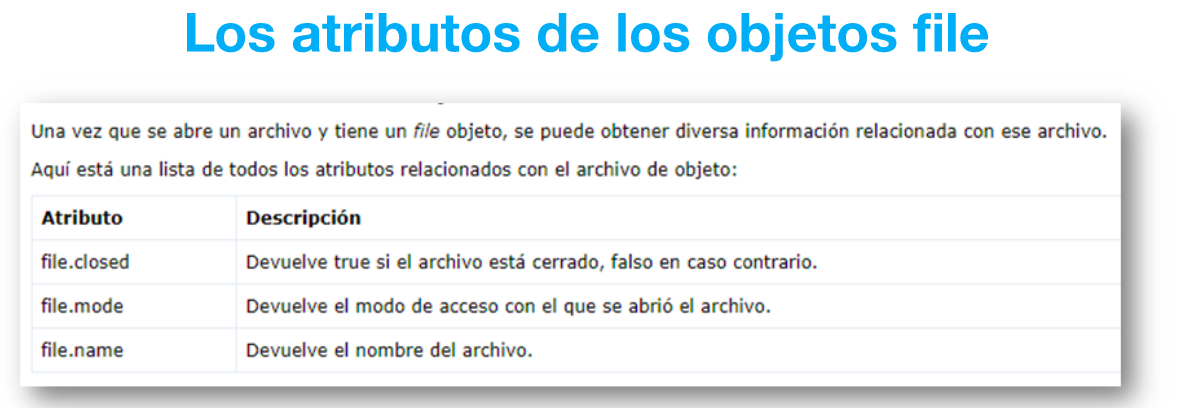 Los atributos de los objetos file
Una vez que se abre un archivo y tiene un file objeto, se puede obtener diversa información relacionada con ese archivo.
Aquí está una lista de todos los atributos relacionados con el archivo de objeto:
Atributo Descripción
file.closed Devuelve true si el archivo está cerrado, falso en caso contrario.
file.mode Devuelve el modo de acceso con el que se abrió el archivo.
file.name Devuelve el nombre del archivo.